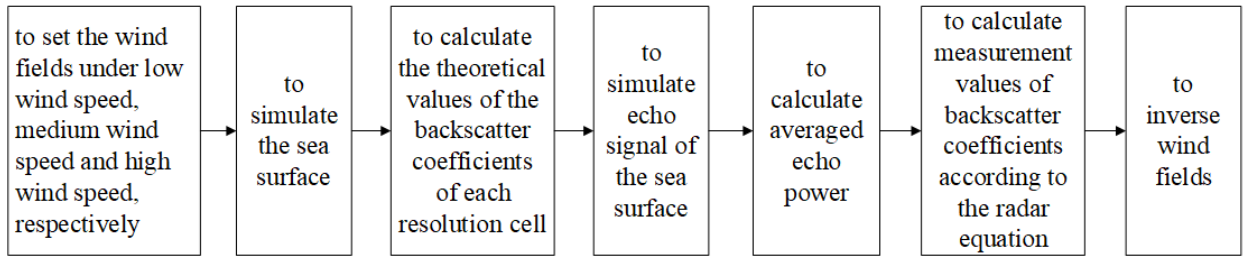 to set the wind
fields under low
wind speed,
medium wind
speed and high
wind speed,
respectively
to
simulate
the sea
surface
to calculate
the theoretical
values of the
backscatter
coefficients
of each
resolution cell
to
simulate
echo
signal of
the sea
surface
to
calculate
averaged
echo
power
to calculate
measurement
values of
backscatter
coefficients
according to
the radar
equation
to
inverse
wind
fields